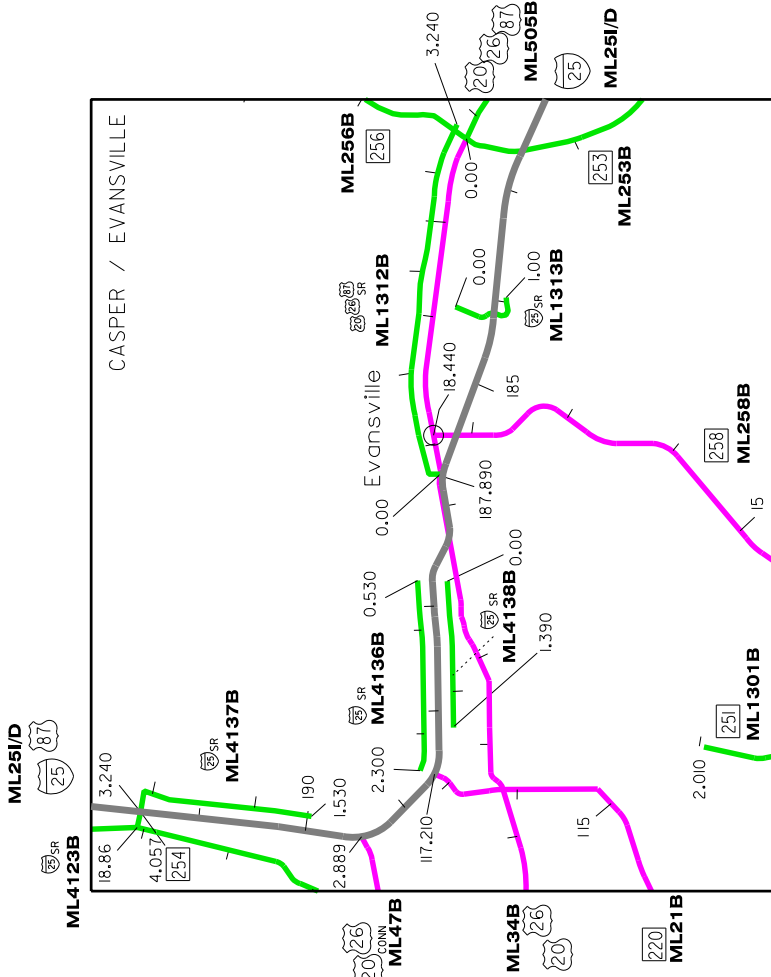 CASPER / EVANSVILLE
ML25I/D
87
25
ML4123B
25 SR
18.86
3.240
4.057
254
190
1.530
ML4137B
25 SR
2.889
117.210
2.300
ML4136B
25 SR
0.530
0.00
Evansville
ML1312B
20 26 87
SR
ML256B
256
3.240
20 26 87
ML505B
25
ML25I/D
0.00
253
ML253B
0.00
1.00
25 SR
ML1313B
18.440
185
187.890
0.00
25 SR
ML4138B
1.390
258
ML258B
15
251
ML1301B
2.010
115
ML47B
20 26
CONN
ML34B
26
20
220
ML21B